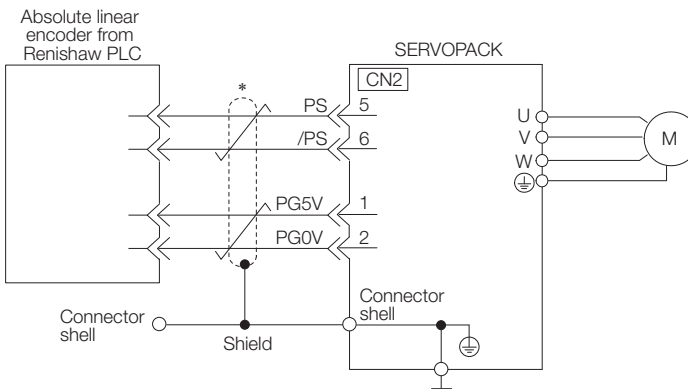 Absolute linear
encoder from
Renishaw PLC
SERVOPACK
CN2
*
PS 5
/PS 6
PG5V 1
PG0V 2
U
V
W
M
Connector
shell
Shield
Connector
shell